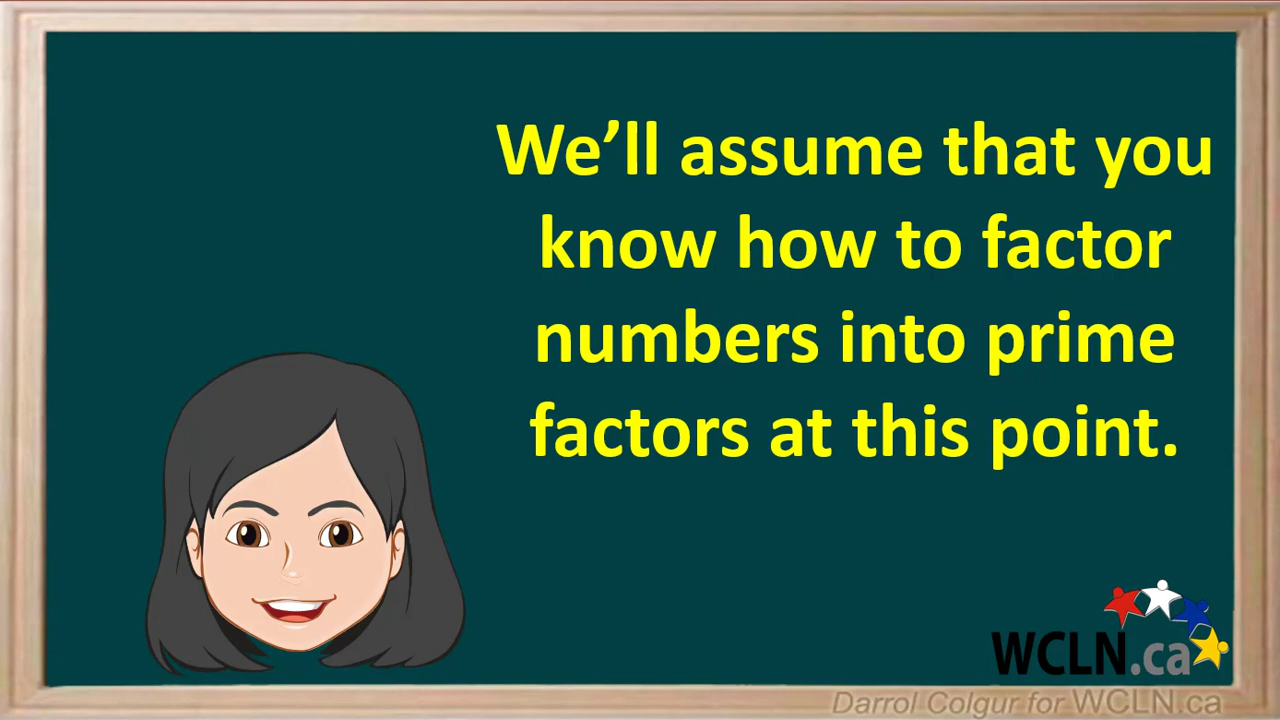 We’ll assume that you
know how to factor
numbers into prime
factors at this point.
WCLN.ca
Darrol Colgur for WCLN.ca